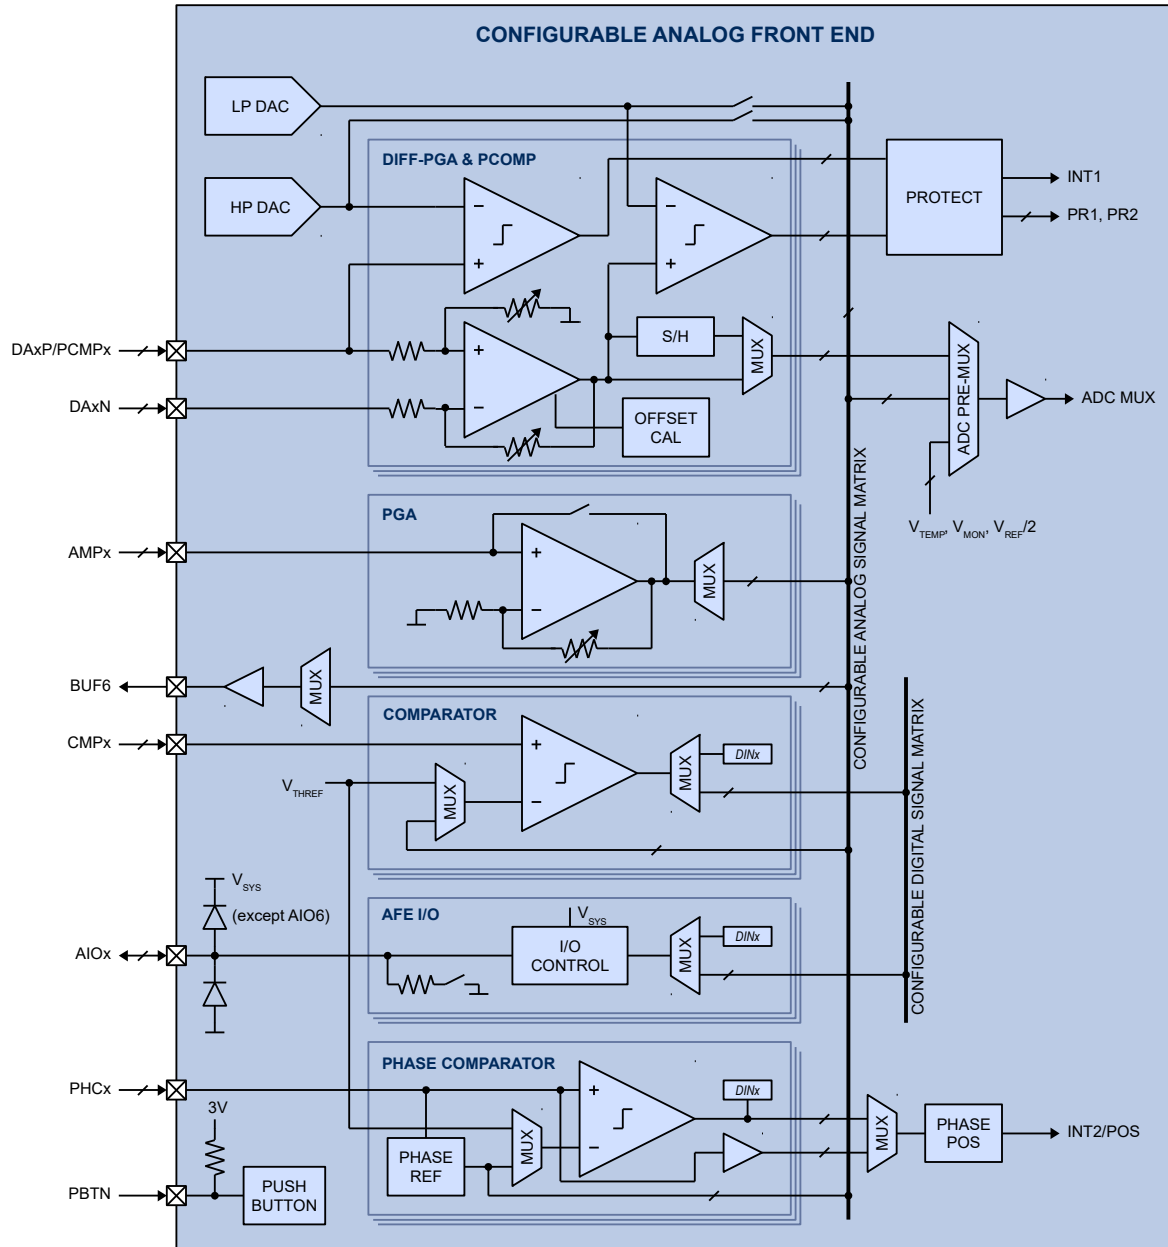 CONFIGURABLE ANALOG FRONT END
LP DAC
HP DAC
DIFF-PGA & PCOMP
PROTECT
INT1
PR1, PR2
DAxP/PCMPx
DAxN
S/H
MUX
OFFSET
CAL
ADC PRE-MUX
ADC MUX
VTEMP, VMON, VREF/2
CONFIGURABLE ANALOG SIGNAL MATRIX
PGA
AMPx
MUX
BUF6
MUX
COMPARATOR
CMPx
VTHREF
MUX
MUX
DINx
CONFIGURABLE DIGITAL SIGNAL MATRIX
VSYS
(except AIO6)
AFE I/O
AIOx
VSYS
I/O
CONTROL
MUX
DINx
PHASE COMPARATOR
PHCx
3V
PHASE
REF
MUX
DINx
MUX
PHASE
POS
INT2/POS
PBTN
PUSH
BUTTON